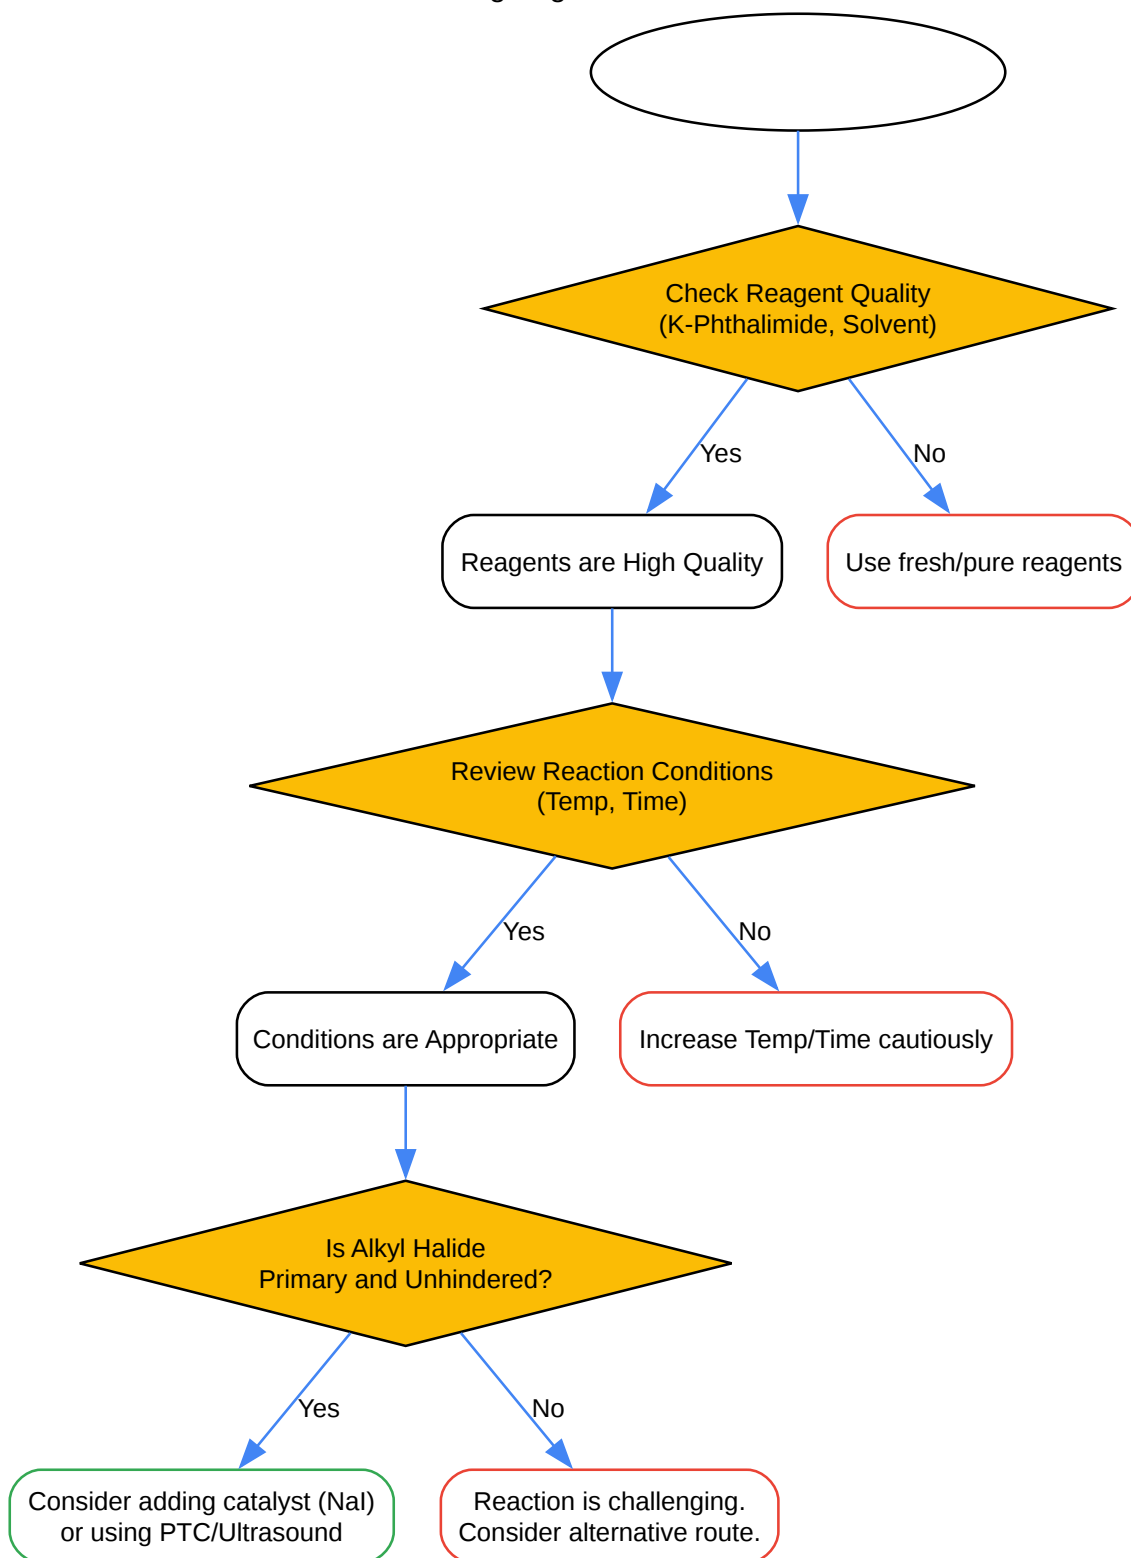 Check Reagent Quality
(K-Phthalimide, Solvent)
Yes
No
Reagents are High Quality
Use fresh/pure reagents
Review Reaction Conditions
(Temp, Time)
Yes
No
Conditions are Appropriate
Increase Temp/Time cautiously
Is Alkyl Halide
Primary and Unhindered?
Yes
No
Consider adding catalyst (NaI)
or using PTC/Ultrasound
Reaction is challenging.
Consider alternative route.